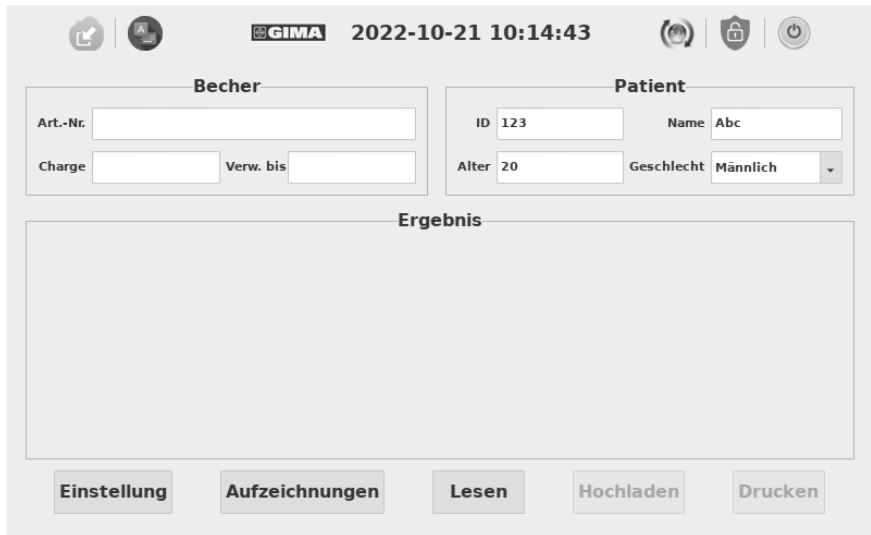 GIMA 2022-10-21 10:14:43
Becher
Art.-Nr.
Charge Verw. bis
Patient
ID 123 Name Abc
Alter 20 Geschlecht Männlich
Ergebnis
Einstellung Aufzeichnungen Lesen Hochladen Drucken